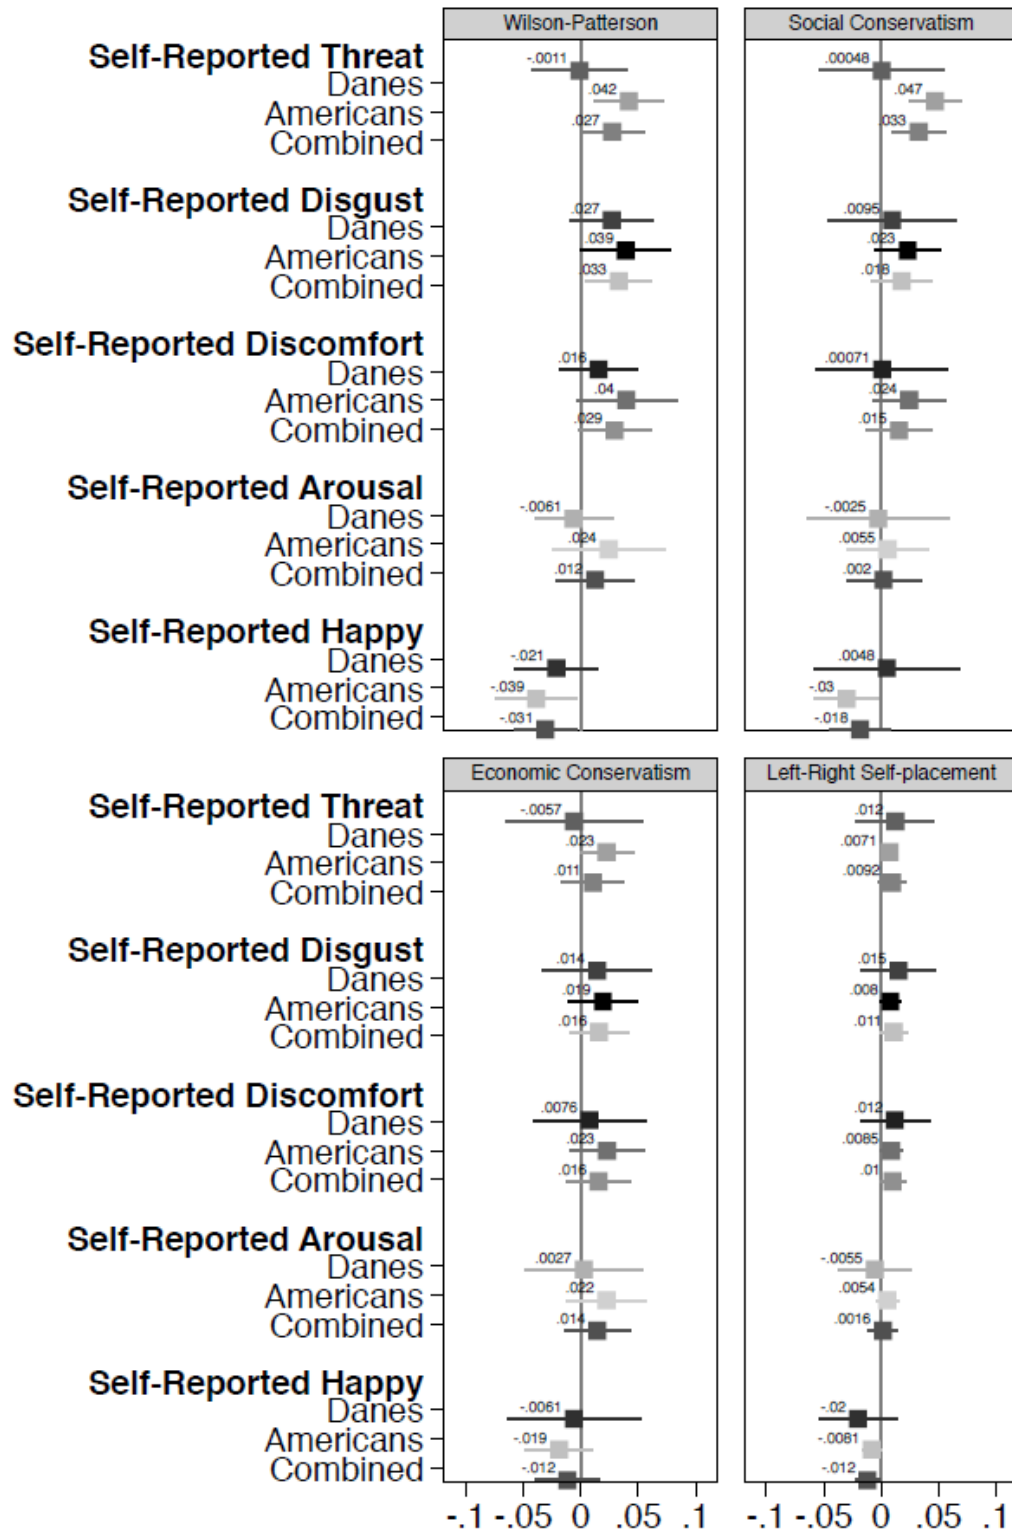 Wilson-Patterson Social Conservatism
Self-Reported Threat
Danes -.0011 .00048
Americans .042 .047
Combined .027 .033
Self-Reported Disgust
Danes .027 .0095
Americans .039 .023
Combined .033 .018
Self-Reported Discomfort
Danes .016 .00071
Americans .04 .024
Combined .029 .015
Self-Reported Arousal
Danes -.0061 -.0025
Americans .024 .0055
Combined .012 .002
Self-Reported Happy
Danes -.021 .0048
Americans -.039 -.03
Combined -.031 -.018
Economic Conservatism Left-Right Self-placement
Self-Reported Threat
Danes -.0057 .012
Americans .023 .0071
Combined .011 .0092
Self-Reported Disgust
Danes .014 .015
Americans .019 .008
Combined .016 .011
Self-Reported Discomfort
Danes .0076 .012
Americans .023 .0085
Combined .016 .01
Self-Reported Arousal
Danes .0027 -.0055
Americans .022 .0054
Combined .014 .0016
Self-Reported Happy
Danes -.0061 -.02
Americans -.019 -.0081
Combined -.012 -.012
-.1 -.05 0 .05 .1 -.1 -.05 0 .05 .1